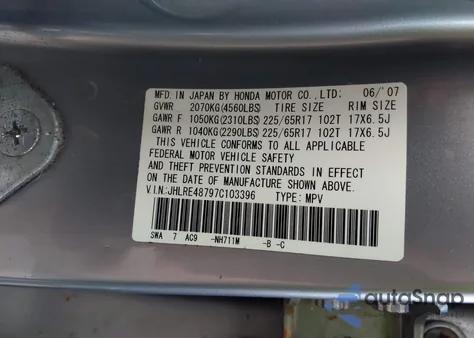 MFD. IN JAPAN BY HONDA MOTOR CO., LTD: 06/'07
GVWR 2070KG(4560LBS) TIRE SIZE RIM SIZE
GAWR F 1050KG(2310LBS) 225/65R17 102T 17X6.5J
GAWR R 1040KG(2290LBS) 225/65R17 102T 17X6.5J
THIS VEHICLE CONFORMS TO ALL APPLICABLE
FEDERAL MOTOR VEHICLE SAFETY
AND THEFT PREVENTION STANDARDS IN EFFECT
ON THE DATE OF MANUFACTURE SHOWN ABOVE.
V.I.N:JHLRE48797C103396 TYPE: MPV
SWA 7 AC9 -NH711M -B -C
autoSnap